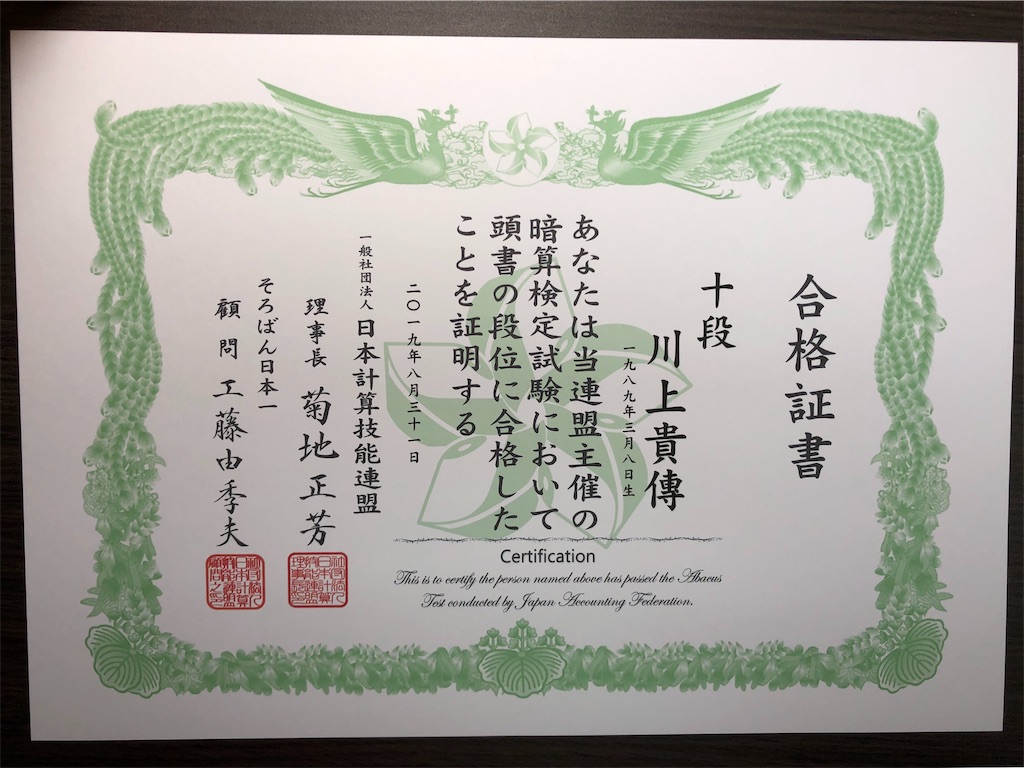 合格証書
十段
川上貴傳
一九八九年三月八日生
あなたは当連盟主催の
暗算検定試験において
頭書の段位に合格した
ことを証明する
二〇一九年八月三十一日
一般社団法人 日本計算技能連盟
理事長 菊地正芳
そろばん日本一
顧問 工藤由季夫
Certification
This is to certify the person named above has passed the Abacus
Test conducted by Japan Accounting Federation.